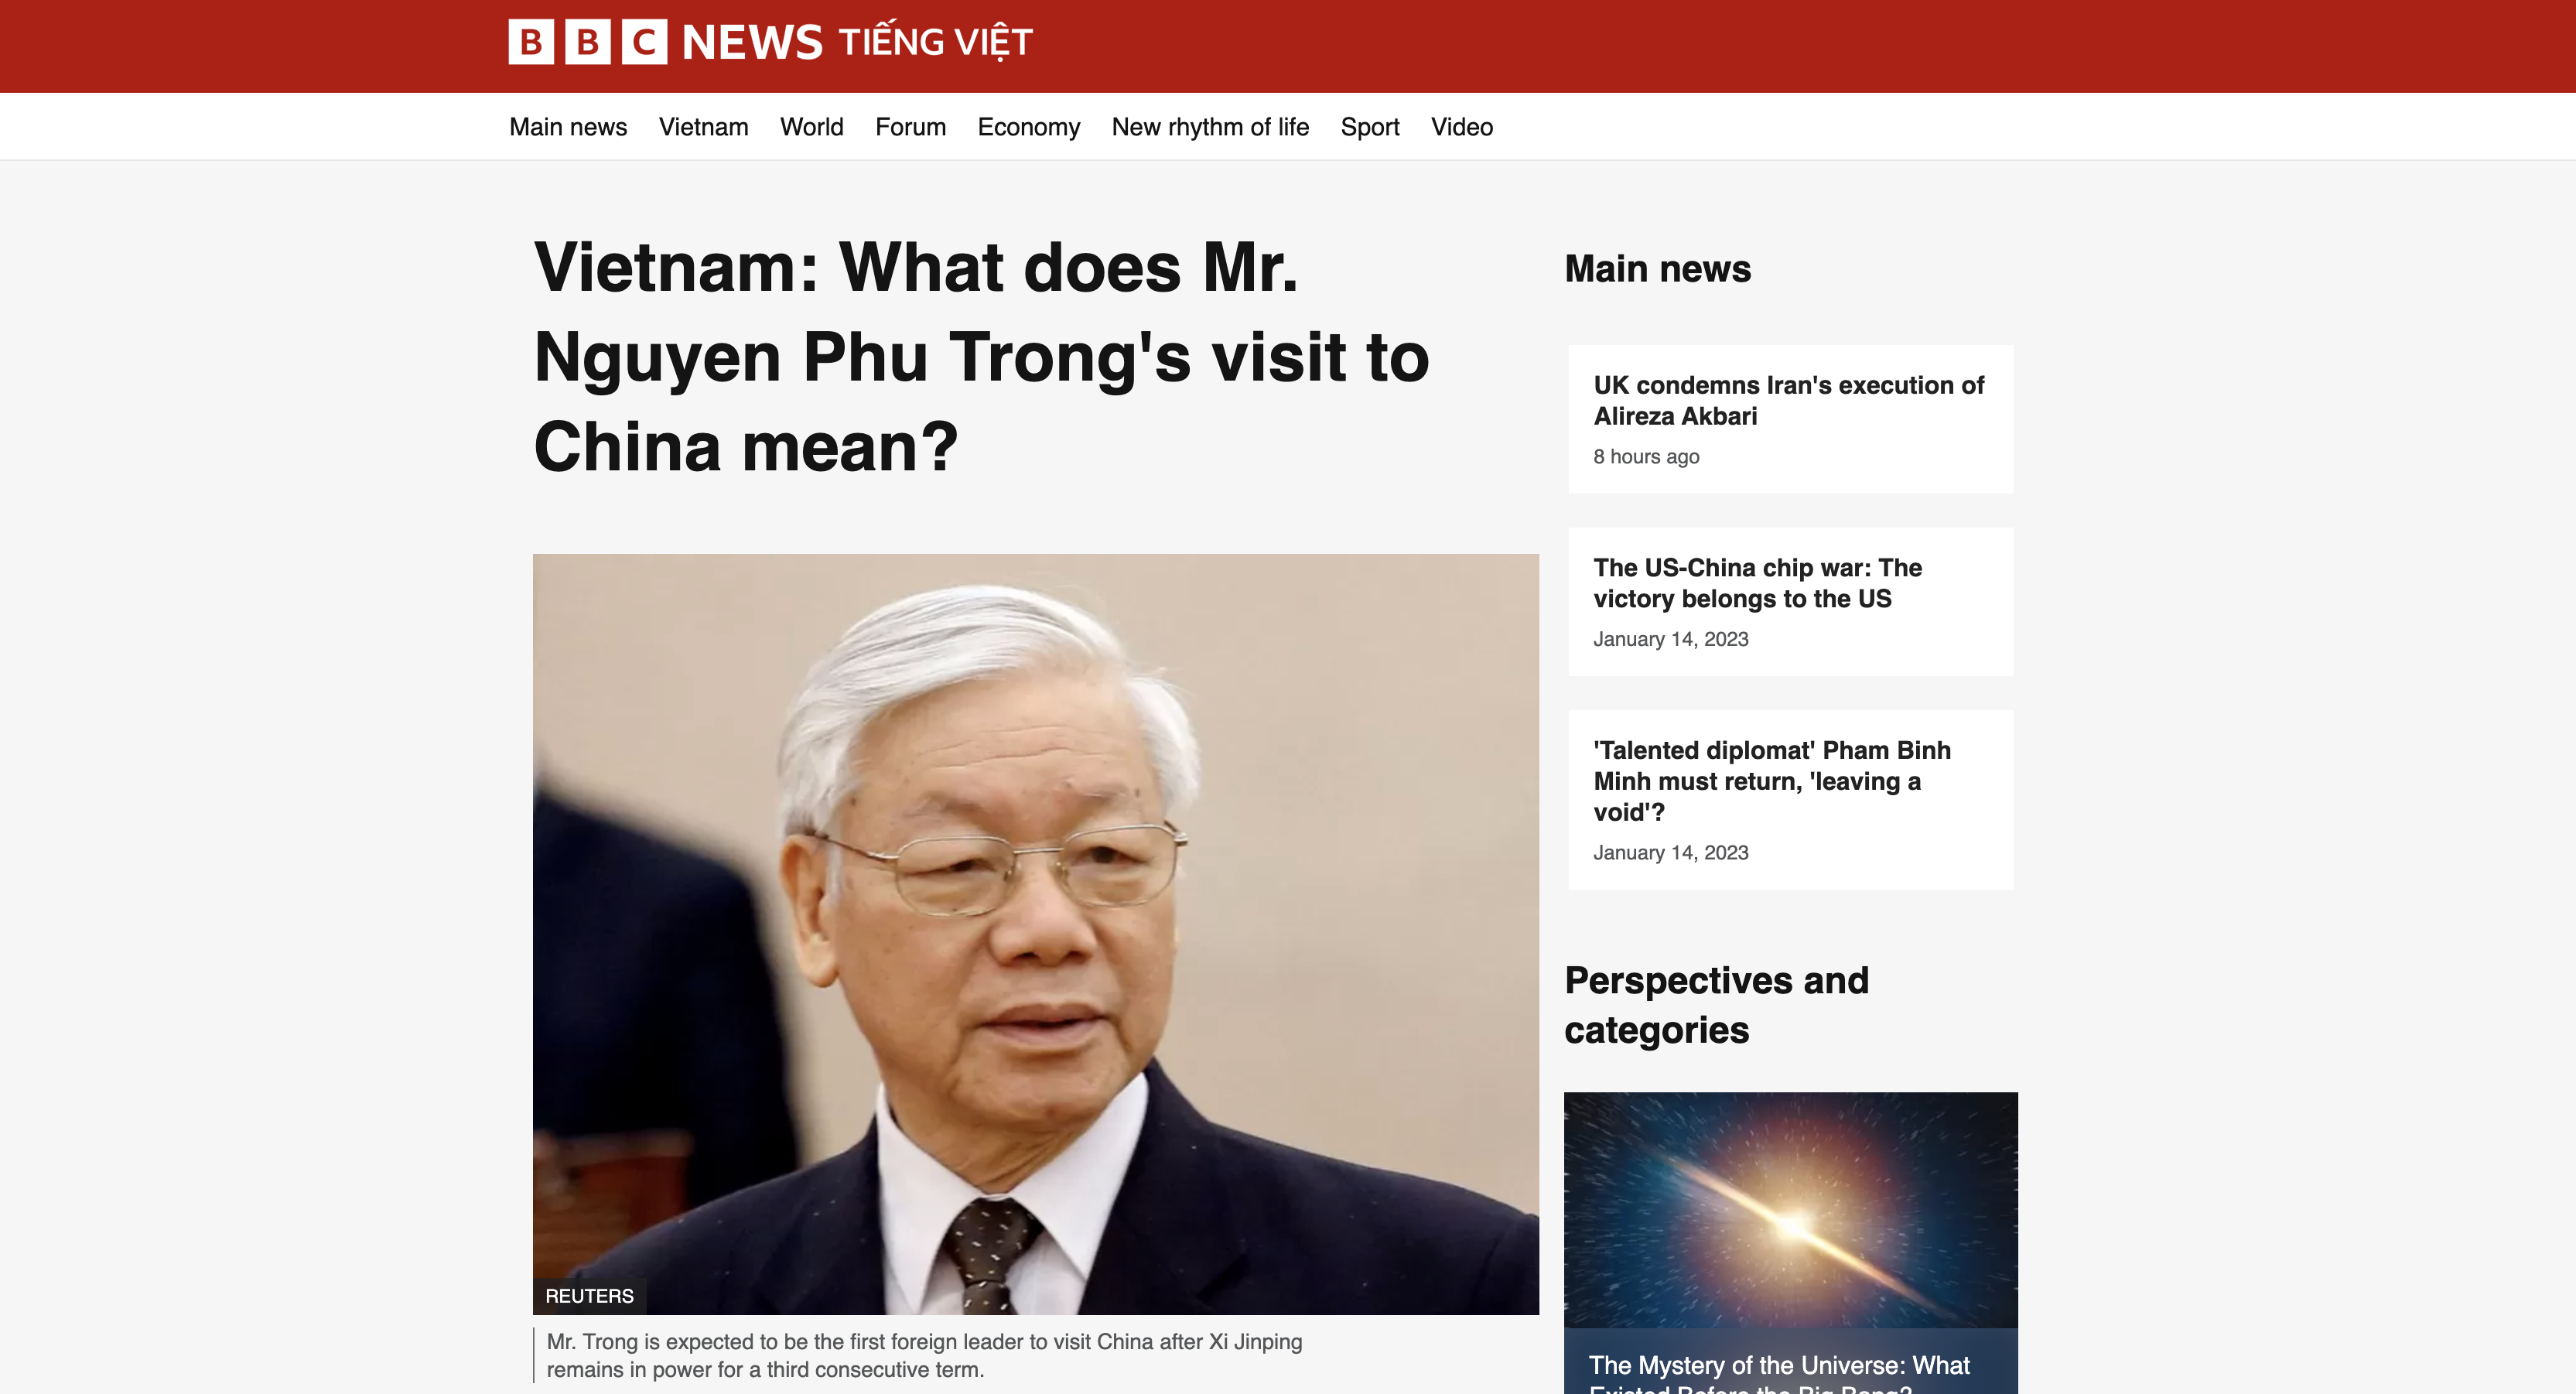 BBC NEWS TIẾNG VIỆT
Main news Vietnam World Forum Economy New rhythm of life Sport Video
Vietnam: What does Mr.
Nguyen Phu Trong's visit to
China mean?
REUTERS
Mr. Trong is expected to be the first foreign leader to visit China after Xi Jinping
remains in power for a third consecutive term.
Main news
UK condemns Iran's execution of
Alireza Akbari
8 hours ago
The US-China chip war: The
victory belongs to the US
January 14, 2023
'Talented diplomat' Pham Binh
Minh must return, 'leaving a
void'?
January 14, 2023
Perspectives and
categories
The Mystery of the Universe: What
Existed Before the Big Bang?